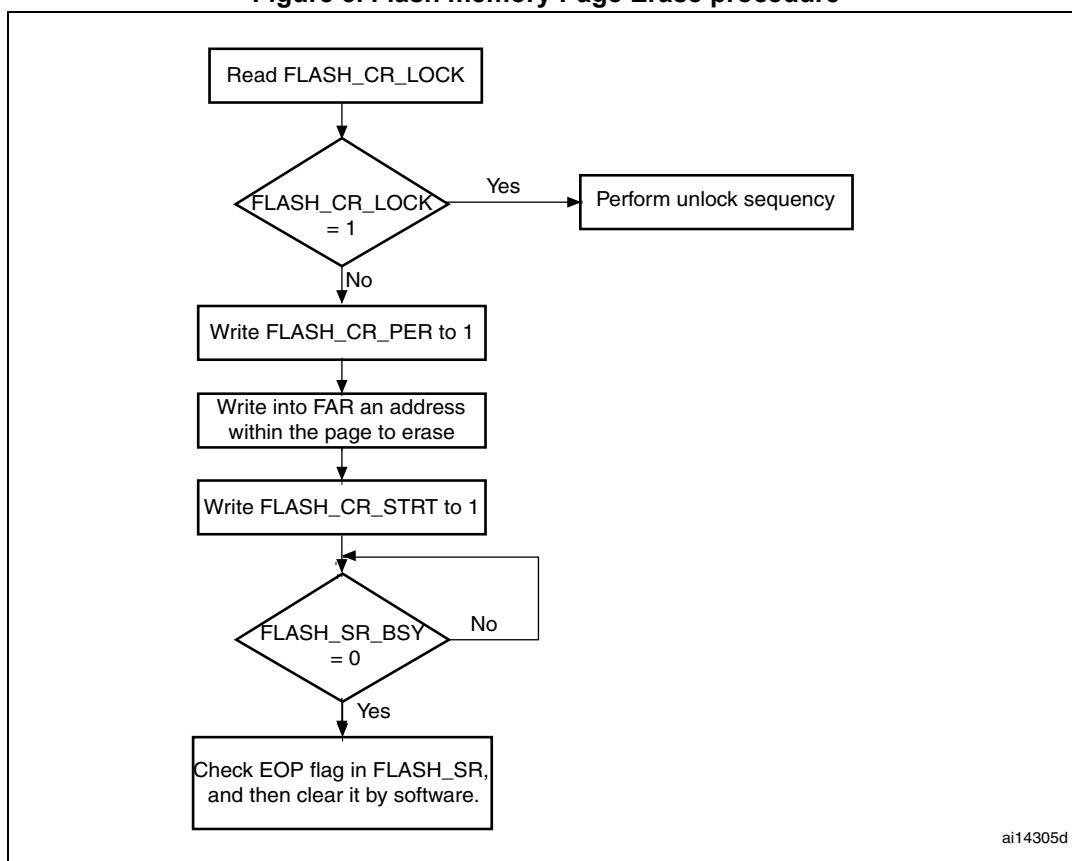 Figure 6. Flash memory Page Erase procedure
Read FLASH_CR_LOCK
FLASH_CR_LOCK
= 1
Yes
Perform unlock sequency
No
Write FLASH_CR_PER to 1
Write into FAR an address
within the page to erase
Write FLASH_CR_STRT to 1
FLASH_SR_BSY
= 0
No
Yes
Check EOP flag in FLASH_SR,
and then clear it by software.
ai14305d